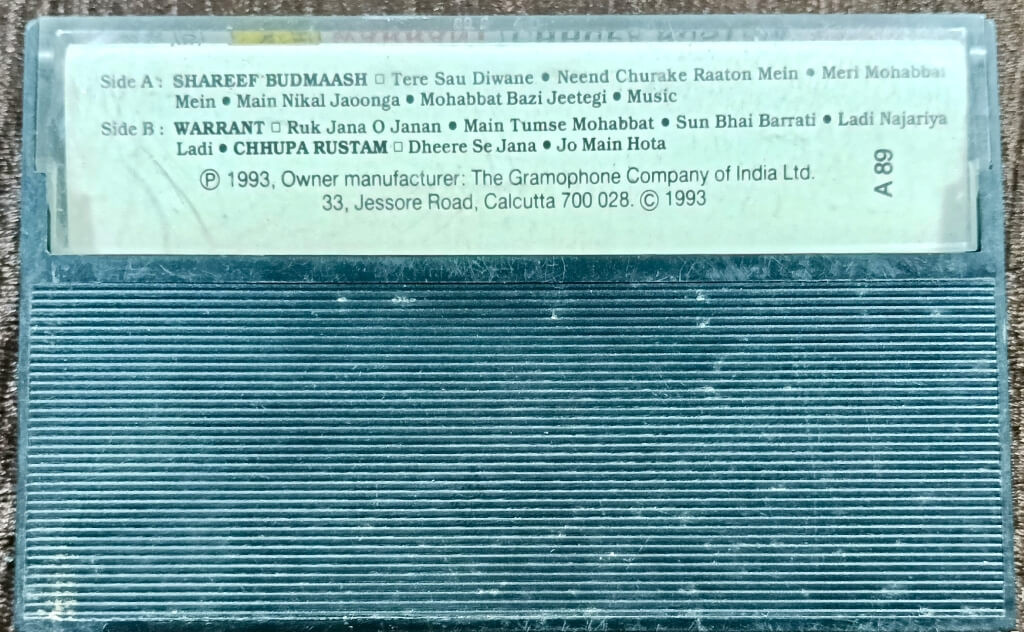 Side A : SHAREEF BUDMAASH □ Tere Sau Diwane • Neend Churake Raaton Mein • Meri Mohabbat
Mein • Main Nikal Jaoonga • Mohabbat Bazi Jeetegi • Music
Side B : WARRANT □ Ruk Jana O Janan • Main Tumse Mohabbat • Sun Bhai Barrati • Ladi Najariya
Ladi • CHHUPA RUSTAM □ Dheere Se Jana • Jo Main Hota
Ⓟ 1993, Owner manufacturer: The Gramophone Company of India Ltd.
33, Jessore Road, Calcutta 700 028. © 1993
A 89